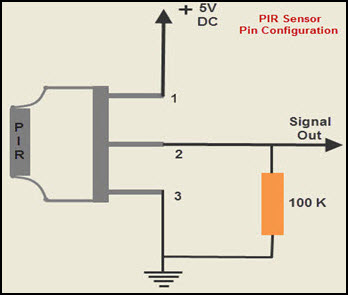 + 5V
DC
PIR Sensor
Pin Configuration
1
PIR
2
Signal
Out
3
100 K